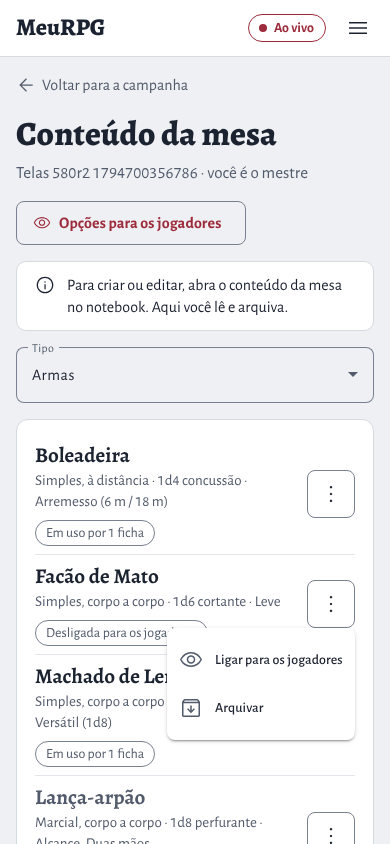 MeuRPG
Ao vivo
Voltar para a campanha
Conteúdo da mesa
Telas 580r2 1794700356786 · você é o mestre
Opções para os jogadores
Para criar ou editar, abra o conteúdo da mesa
no notebook. Aqui você lê e arquiva.
Tipo
Armas
Boleadeira
Simples, à distância · 1d4 concussão ·
Arremesso (6 m / 18 m)
Em uso por 1 ficha
Facão de Mato
Simples, corpo a corpo · 1d6 cortante · Leve
Desligada para os
Ligar para os jogadores
Arquivar
Machado de
Simples, corpo a corpo
Versátil (1d8)
Em uso por 1 ficha
Lança-arpão
Marcial, corpo a corpo · 1d8 perfurante ·
Alcance, Duas mãos